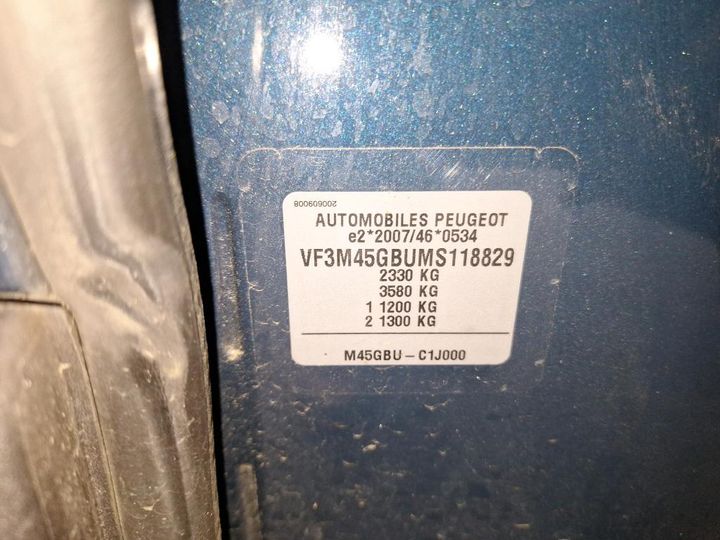 200609008
AUTOMOBILES PEUGEOT
e2*2007/46*0534
VF3M45GBUMS118829
2330 KG
3580 KG
1 1200 KG
2 1300 KG
M45GBU – C1J000